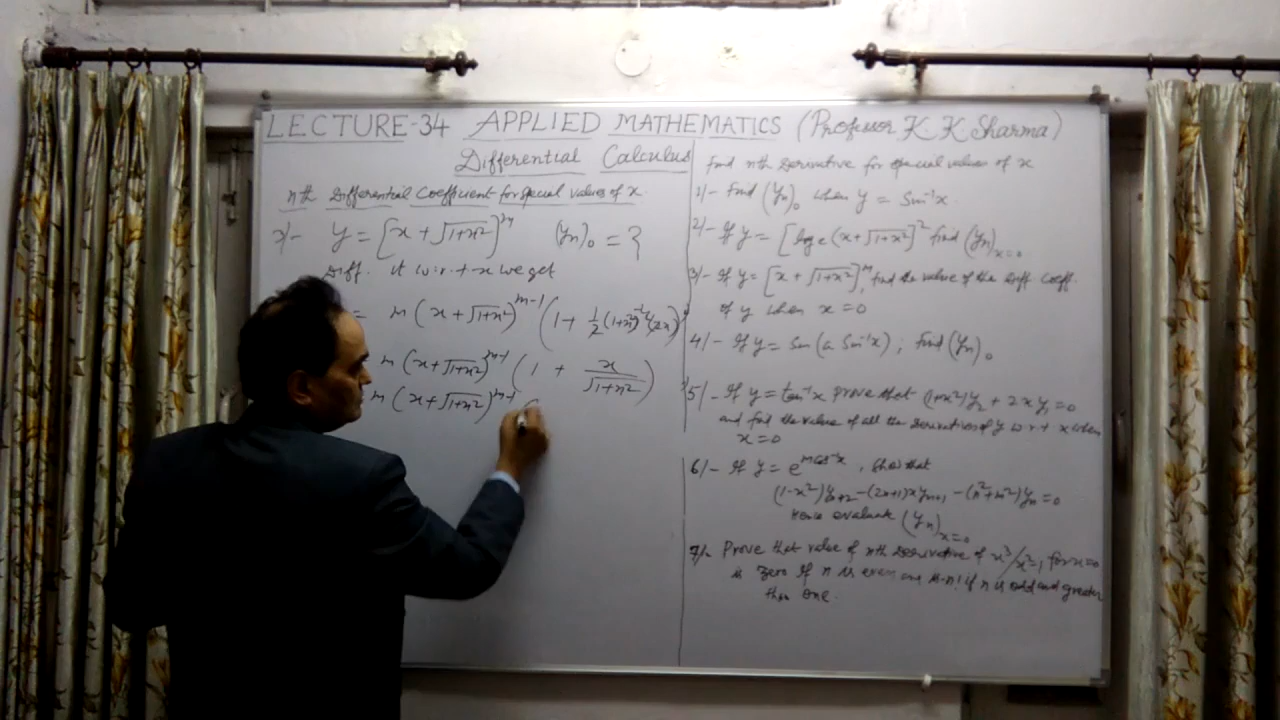 LECTURE-34 APPLIED MATHEMATICS (Professor K K Sharma)
Differential Calculus
nth Differential Coefficient for special values of x.
3/- y = [x + √1+x²]^m (yn)₀ = ?
Diff. it w.r.t x we get
= m (x + √1+x²)^m-1 (1 + 1/2 (1+x²)^-1/2 (2x))
m (x + √1+x²)^m-1 (1 + x/√1+x²)
m (x + √1+x²)^m-1 (
Find nth Derivative for special values of x
1/- Find (yn)₀ when y = Sin⁻¹x.
2/- If y = [log e (x + √1+x²)]² find (yn)x=0
3/- If y = [x + √1+x²]^m, find the value of the Diff coeff.
of y when x = 0
4/- If y = Sin (a Sin⁻¹x) ; find (yn)₀
5/- If y = tan⁻¹x prove that (1+x²)y₂ + 2xy₁ = 0
and find the value of all the derivatives of y w.r.t x when
x = 0
6/- If y = e^m cos⁻¹x, show that
(1-x²)yn+2 - (2n+1)xyn+1 - (n²+m²)yn = 0
Hence evaluate (yn)x=0
7/- Prove that value of nth Derivative of x³/x²-1 for x=0
is zero if n is even and is -n! if n is odd and greater
than one.